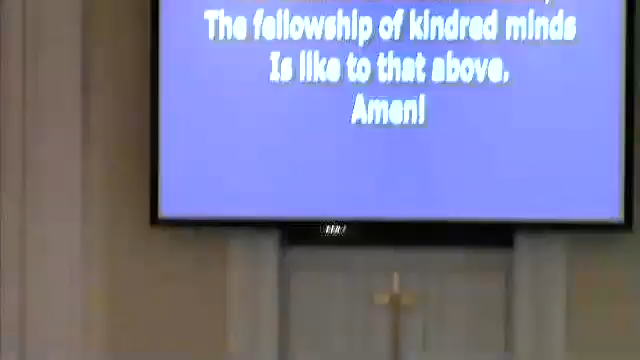 The fellowship of kindred minds
Is like to that above.
Amen!